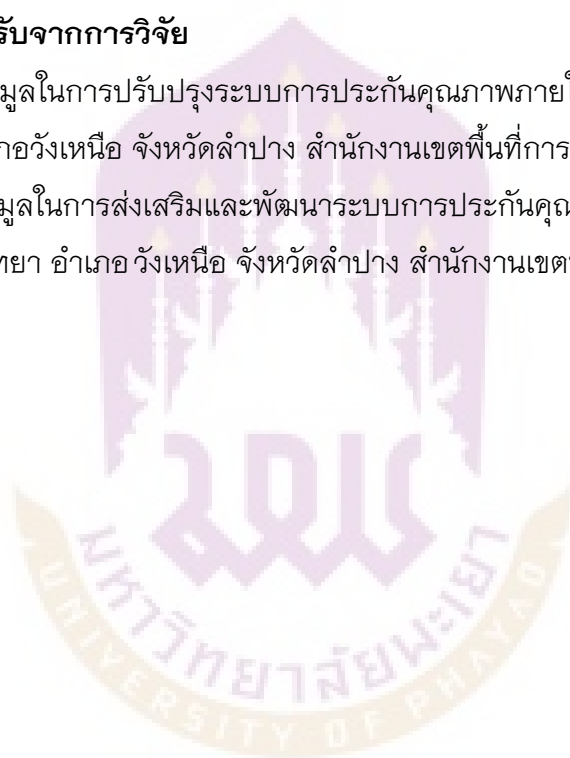 รับจากการวิจัย
มูลในการปรับปรุงระบบการประกันคุณภาพภายใ
ภอวังเหนือ จังหวัดลำปาง สำนักงานเขตพื้นที่การ
มูลในการส่งเสริมและพัฒนาระบบการประกันคุณ
ทยา อำเภอวังเหนือ จังหวัดลำปาง สำนักงานเขต
มพย
มหาวิทยาลัยพะเยา
UNIVERSITY OF PHAYAO